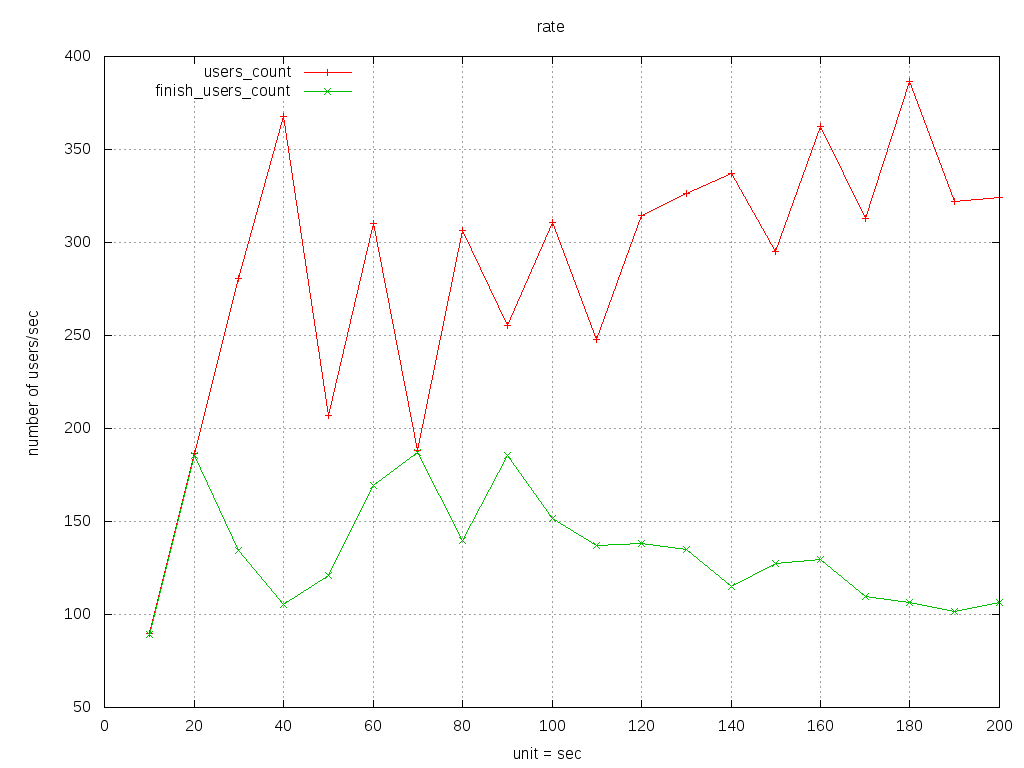 rate
users_count
finish_users_count
number of users/sec
400
350
300
250
200
150
100
50
0 20 40 60 80 100 120 140 160 180 200
unit = sec